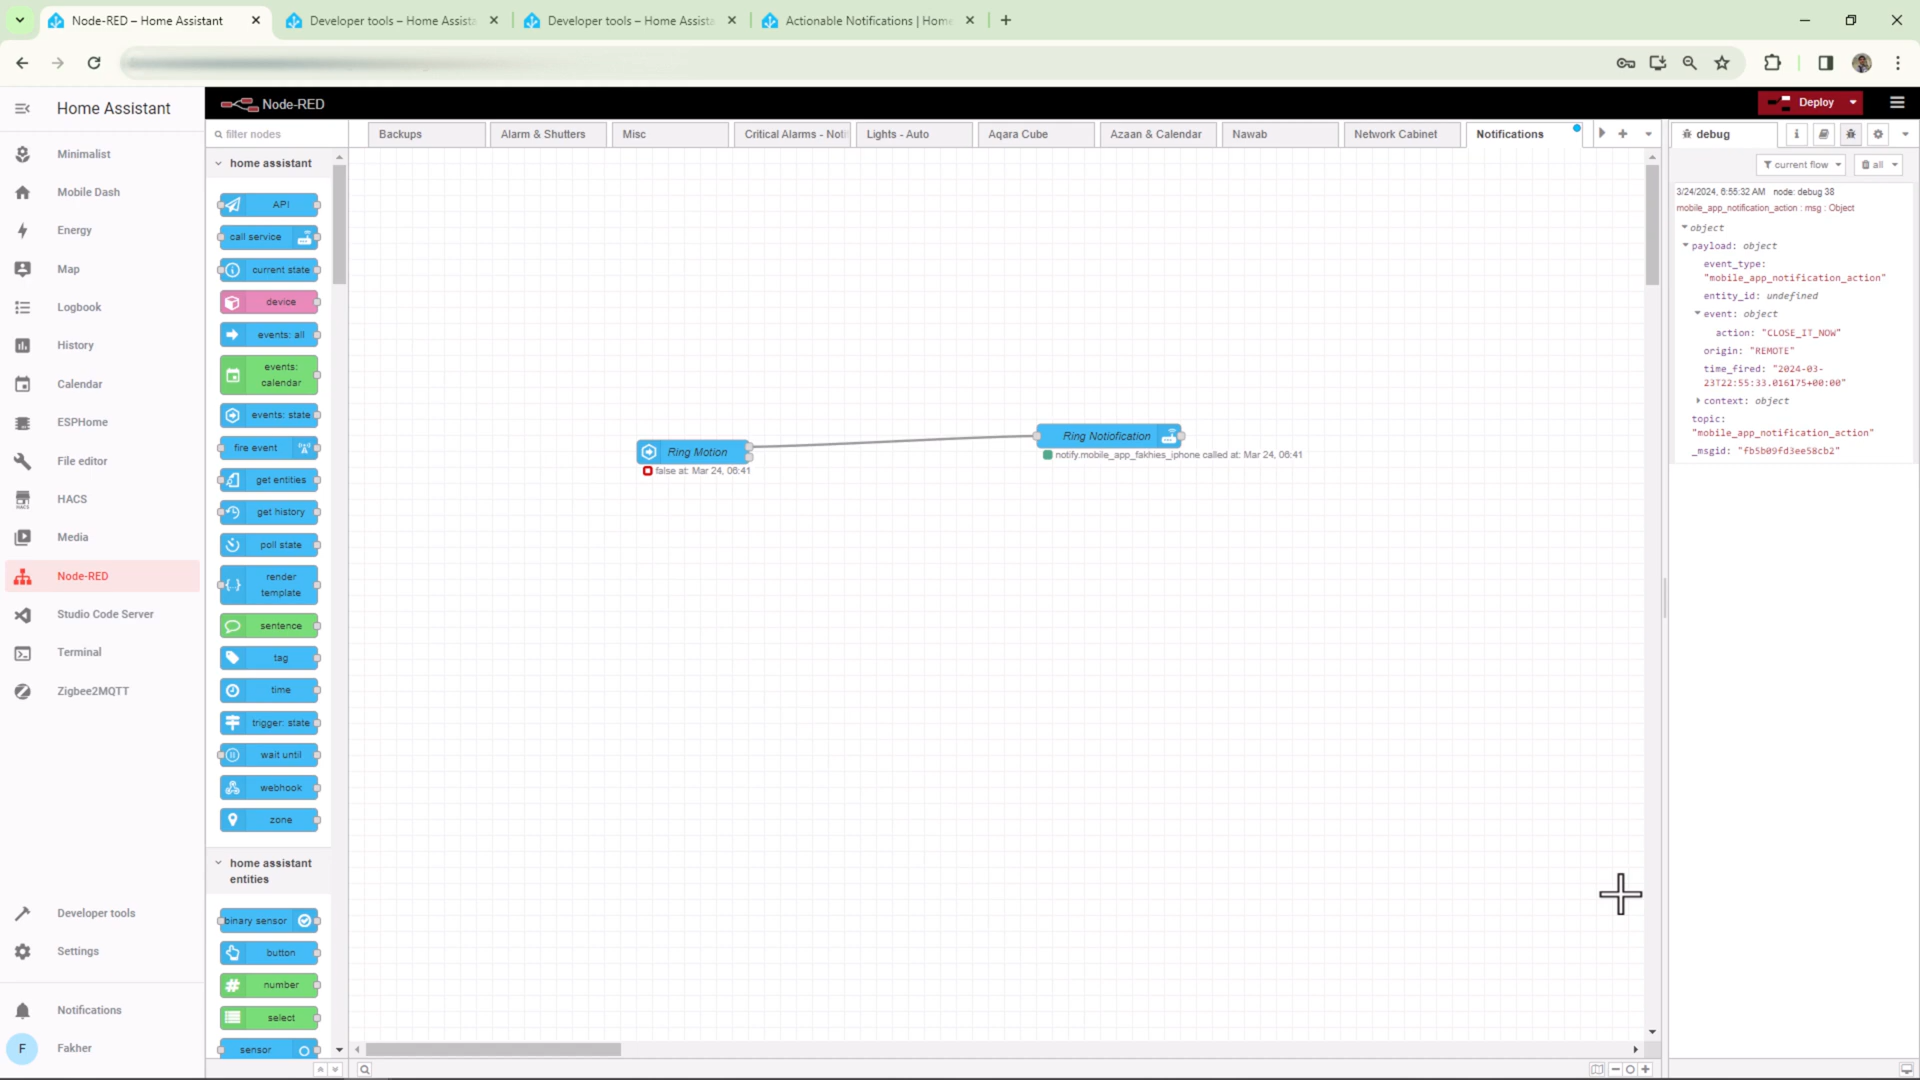 Node-RED – Home Assistant
Developer tools – Home Assista
Developer tools – Home Assista
Actionable Notifications | Home
Home Assistant
Minimalist
Mobile Dash
Energy
Map
Logbook
History
Calendar
ESPHome
File editor
HACS
Media
Node-RED
Studio Code Server
Terminal
Zigbee2MQTT
Developer tools
Settings
Notifications
F
Fakher
Node-RED
Deploy
filter nodes
home assistant
API
call service
current state
device
events: all
events:
calendar
events: state
fire event
get entities
get history
poll state
render
template
sentence
tag
time
trigger: state
wait until
webhook
zone
home assistant
entities
binary sensor
button
number
select
sensor
Backups
Alarm & Shutters
Misc
Critical Alarms - Noti
Lights - Auto
Aqara Cube
Azaan & Calendar
Nawab
Network Cabinet
Notifications
Ring Motion
false at: Mar 24, 06:41
Ring Notiofication
notify.mobile_app_fakhies_iphone called at: Mar 24, 06:41
debug
i
current flow
all
3/24/2024, 6:55:32 AM node: debug 38
mobile_app_notification_action : msg : Object
object
payload: object
event_type:
"mobile_app_notification_action"
entity_id: undefined
event: object
action: "CLOSE_IT_NOW"
origin: "REMOTE"
time_fired: "2024-03-
23T22:55:33.016175+00:00"
context: object
topic:
"mobile_app_notification_action"
_msgid: "fb5b09fd3ee58cb2"